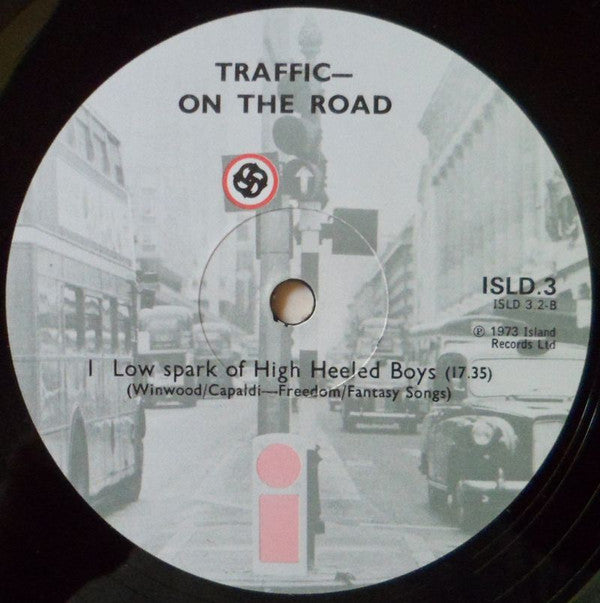 TRAFFIC—
ON THE ROAD
ISLD.3
ISLD 3.2-B
Ⓟ 1973 Island
Records Ltd
1 Low spark of High Heeled Boys (17.35)
(Winwood/Capaldi—Freedom/Fantasy Songs)
i